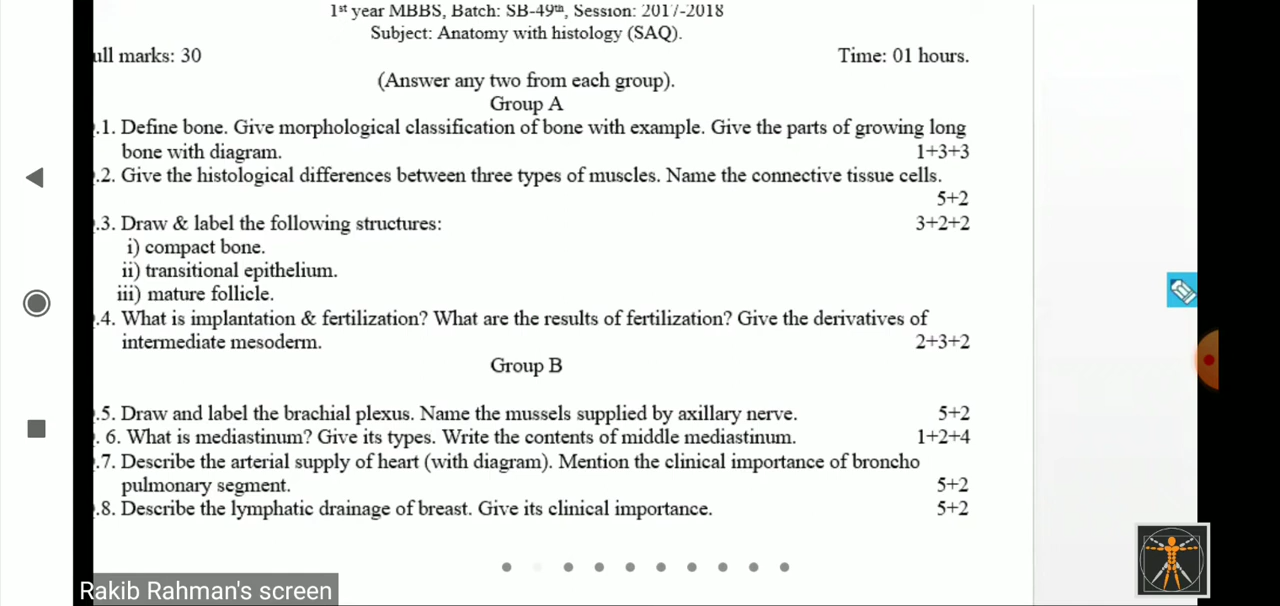 1st year MBBS, Batch: SB-49th, Session: 2017-2018
Subject: Anatomy with histology (SAQ).
ull marks: 30 Time: 01 hours.
(Answer any two from each group).
Group A
.1. Define bone. Give morphological classification of bone with example. Give the parts of growing long
bone with diagram. 1+3+3
.2. Give the histological differences between three types of muscles. Name the connective tissue cells.
5+2
.3. Draw & label the following structures: 3+2+2
i) compact bone.
ii) transitional epithelium.
iii) mature follicle.
.4. What is implantation & fertilization? What are the results of fertilization? Give the derivatives of
intermediate mesoderm. 2+3+2
Group B
.5. Draw and label the brachial plexus. Name the mussels supplied by axillary nerve. 5+2
. 6. What is mediastinum? Give its types. Write the contents of middle mediastinum. 1+2+4
.7. Describe the arterial supply of heart (with diagram). Mention the clinical importance of broncho
pulmonary segment. 5+2
.8. Describe the lymphatic drainage of breast. Give its clinical importance. 5+2
Rakib Rahman's screen